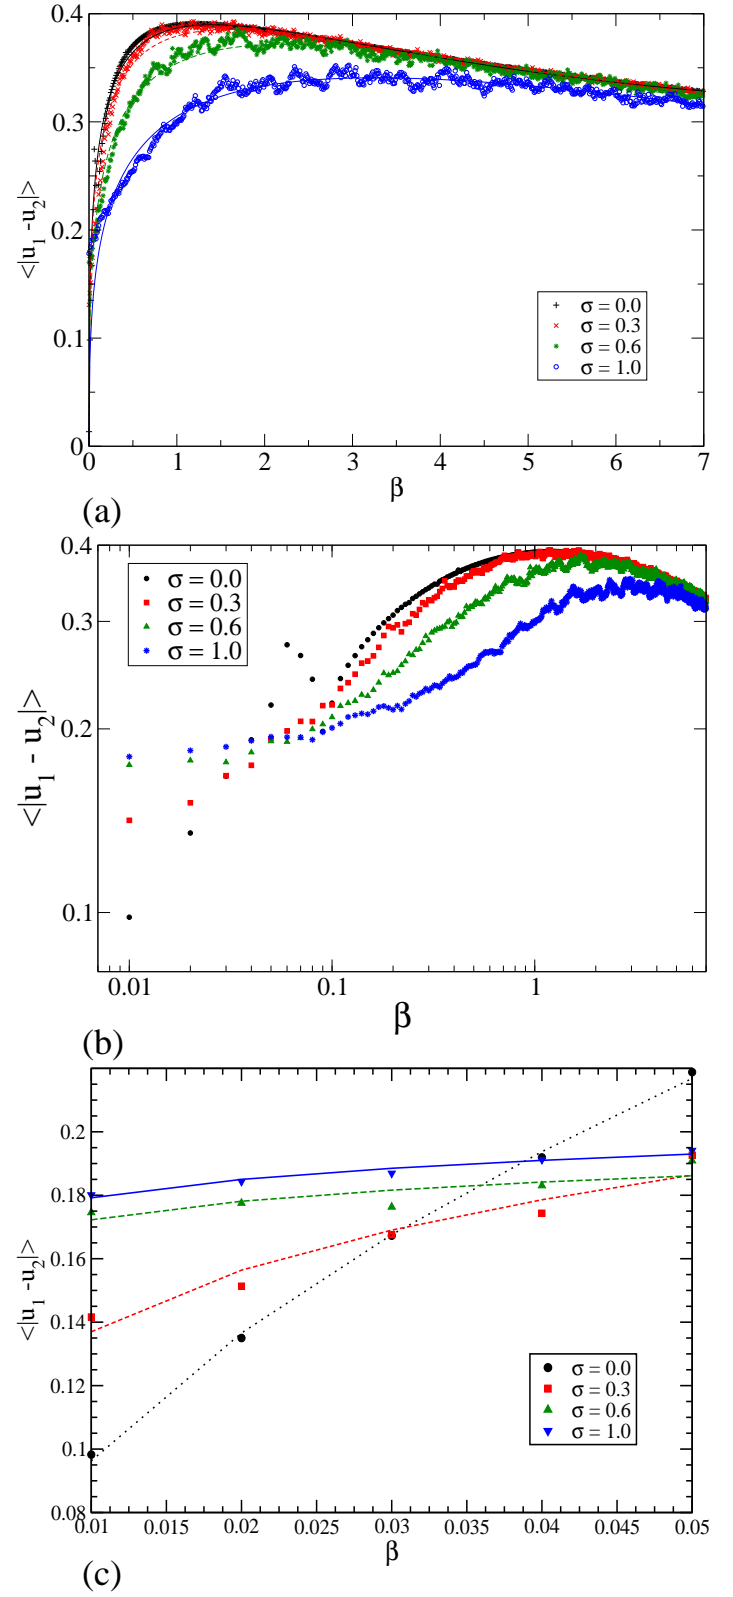 0.4
0.3
0.2
0.1
0
<|u1 -u2|>
σ = 0.0
σ = 0.3
σ = 0.6
σ = 1.0
0 1 2 3 4 5 6 7
β
(a)
0.4
0.3
0.2
0.1
<|u1 - u2|>
σ = 0.0
σ = 0.3
σ = 0.6
σ = 1.0
0.01 0.1 1
β
(b)
0.2
0.18
0.16
0.14
0.12
0.1
0.08
<|u1 -u2|>
σ = 0.0
σ = 0.3
σ = 0.6
σ = 1.0
0.01 0.015 0.02 0.025 0.03 0.035 0.04 0.045 0.05
β
(c)